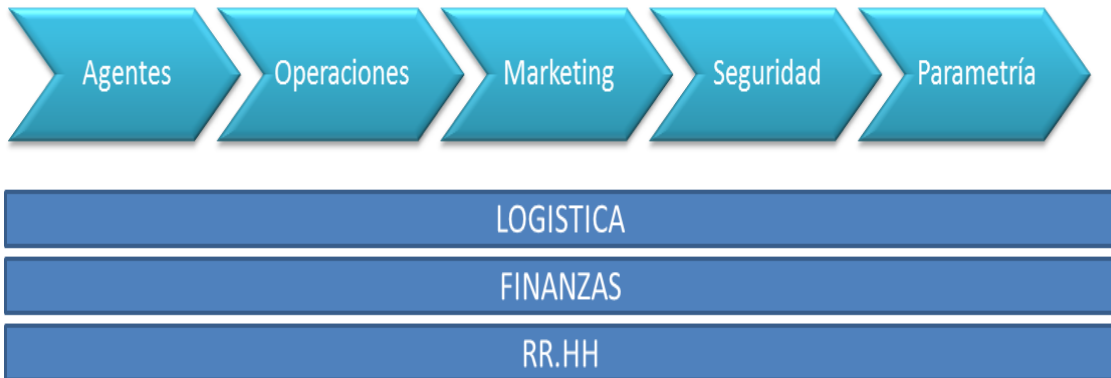 Agentes
Operaciones
Marketing
Seguridad
Parametría
LOGISTICA
FINANZAS
RR.HH